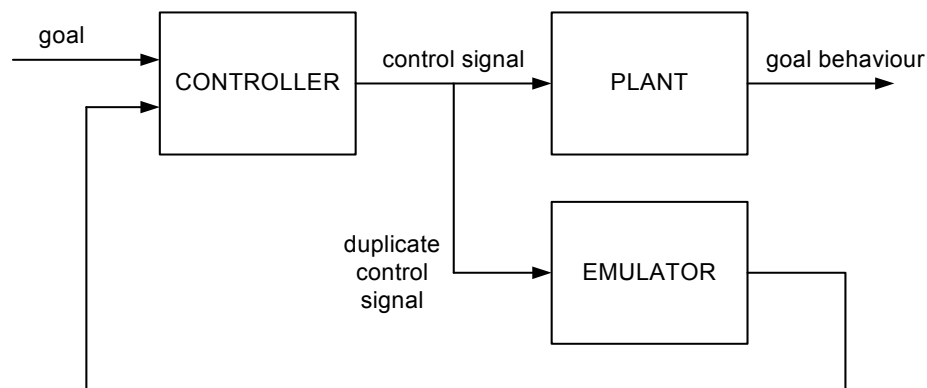 goal
CONTROLLER
control signal
PLANT
goal behaviour
duplicate
control
signal
EMULATOR